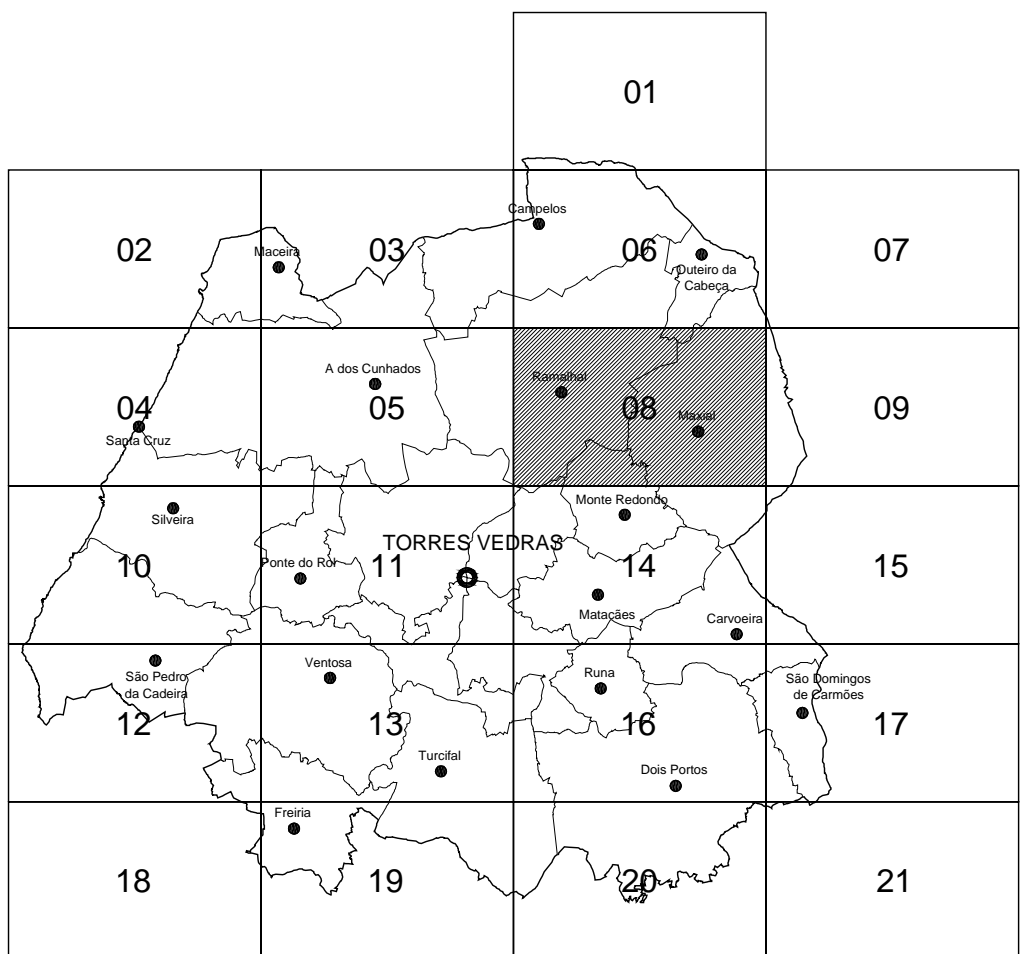 01
Campelos
02
Maceira
03
06
Outeiro da
Cabeça
07
A dos Cunhados
Ramalhal
04
Santa Cruz
05
08
Maxial
09
Silveira
Monte Redondo
TORRES VEDRAS
10
Ponte do Rol
11
14
15
Matacães
Carvoeira
São Pedro
da Cadeira
Ventosa
Runa
São Domingos
de Carmões
12
13
16
17
Turcifal
Dois Portos
Freiria
18
19
20
21